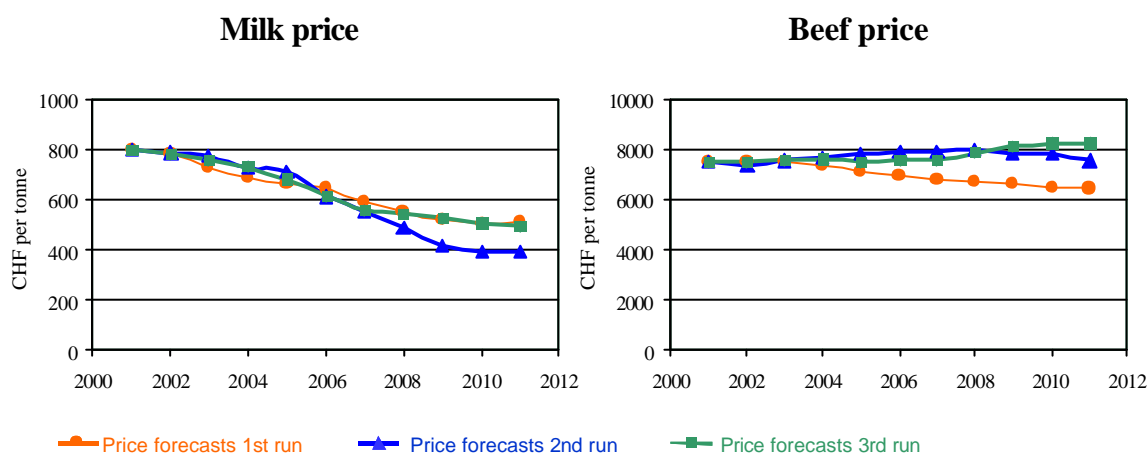 Milk price
1000
800
600
400
200
0
CHF per tonne
2000 2002 2004 2006 2008 2010 2012
Beef price
10000
8000
6000
4000
2000
0
CHF per tonne
2000 2002 2004 2006 2008 2010 2012
Price forecasts 1st run Price forecasts 2nd run Price forecasts 3rd run